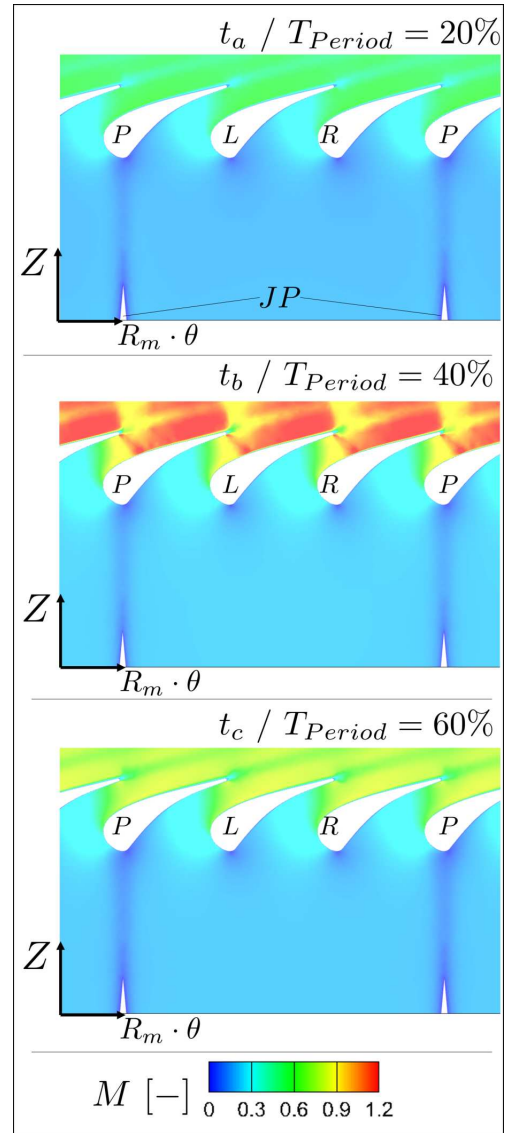 t_a / T_Period = 20%
P L R P
Z
JP
R_m · θ
t_b / T_Period = 40%
P L R P
Z
R_m · θ
t_c / T_Period = 60%
P L R P
Z
R_m · θ
M [−]
0 0.3 0.6 0.9 1.2